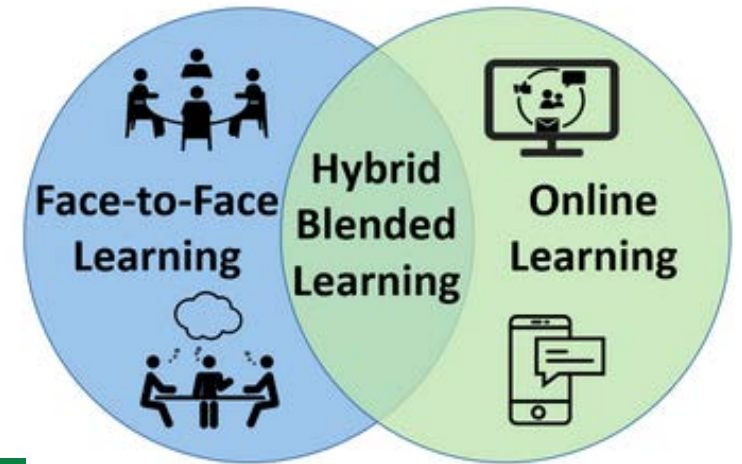 Face-to-Face
Learning
Hybrid
Blended
Learning
Online
Learning